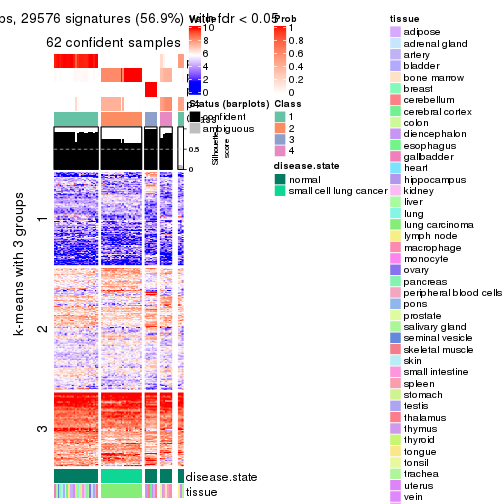 ps, 29576 signatures (56.9%) with fdr < 0.05
62 confident samples
Value
10
8
6
4
2
0
Prob
1
0.8
0.6
0.4
0.2
0
Status (barplots)
confident
ambiguous
Class
1
2
3
4
disease.state
normal
small cell lung cancer
0.5
0
Silhouette
score
k-means with 3 groups
1
2
3
disease.state
tissue
tissue
adipose
adrenal gland
artery
bladder
bone marrow
breast
cerebellum
cerebral cortex
colon
diencephalon
esophagus
gallbladder
heart
hippocampus
kidney
liver
lung
lung carcinoma
lymph node
macrophage
monocyte
ovary
pancreas
peripheral blood cells
pons
prostate
salivary gland
seminal vesicle
skeletal muscle
skin
small intestine
spleen
stomach
testis
thalamus
thymus
thyroid
tongue
tonsil
trachea
uterus
vein